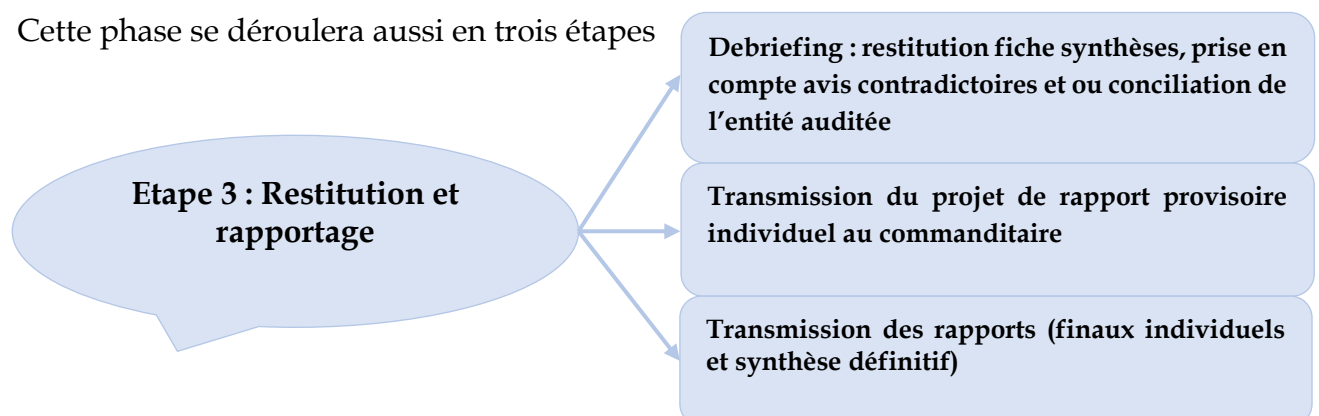 Cette phase se déroulera aussi en trois étapes
Debriefing : restitution fiche synthèses, prise en
compte avis contradictoires et ou conciliation de
l'entité auditée
Etape 3 : Restitution et
rapportage
Transmission du projet de rapport provisoire
individuel au commanditaire
Transmission des rapports (finaux individuels
et synthèse définitif)